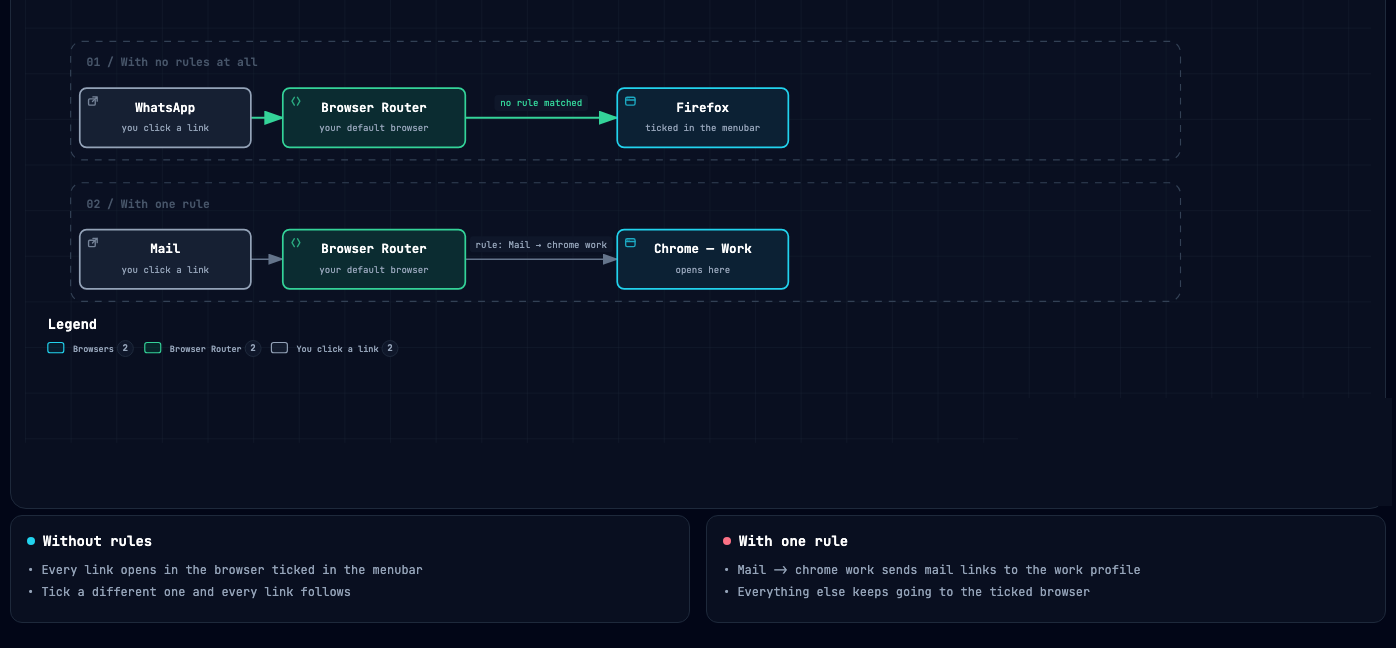 01 / With no rules at all
WhatsApp
you click a link
Browser Router
your default browser
no rule matched
Firefox
ticked in the menubar
02 / With one rule
Mail
you click a link
Browser Router
your default browser
rule: Mail → chrome work
Chrome — Work
opens here
Legend
Browsers 2 Browser Router 2 You click a link 2
Without rules
• Every link opens in the browser ticked in the menubar
• Tick a different one and every link follows
With one rule
• Mail → chrome work sends mail links to the work profile
• Everything else keeps going to the ticked browser